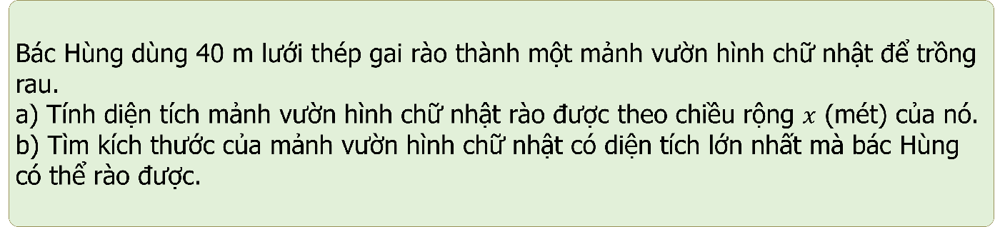 Bác Hùng dùng 40 m lưới thép gai rào thành một mảnh vườn hình chữ nhật để trồng
rau.
a) Tính diện tích mảnh vườn hình chữ nhật rào được theo chiều rộng x (mét) của nó.
b) Tìm kích thước của mảnh vườn hình chữ nhật có diện tích lớn nhất mà bác Hùng
có thể rào được.